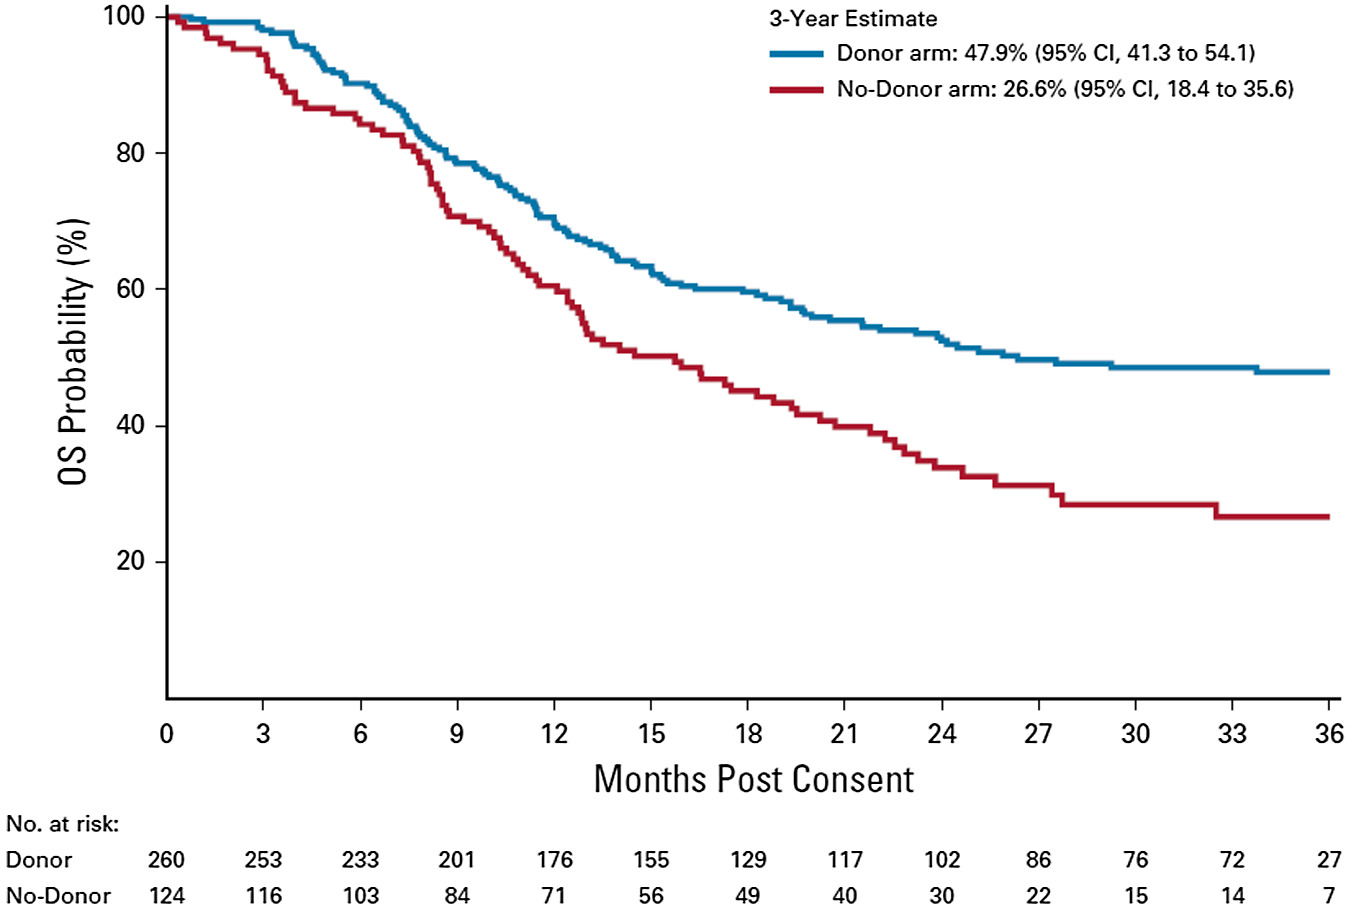 3-Year Estimate
Donor arm: 47.9% (95% CI, 41.3 to 54.1)
No-Donor arm: 26.6% (95% CI, 18.4 to 35.6)
OS Probability (%)
100
80
60
40
20
0 3 6 9 12 15 18 21 24 27 30 33 36
Months Post Consent
No. at risk:
Donor 260 253 233 201 176 155 129 117 102 86 76 72 27
No-Donor 124 116 103 84 71 56 49 40 30 22 15 14 7